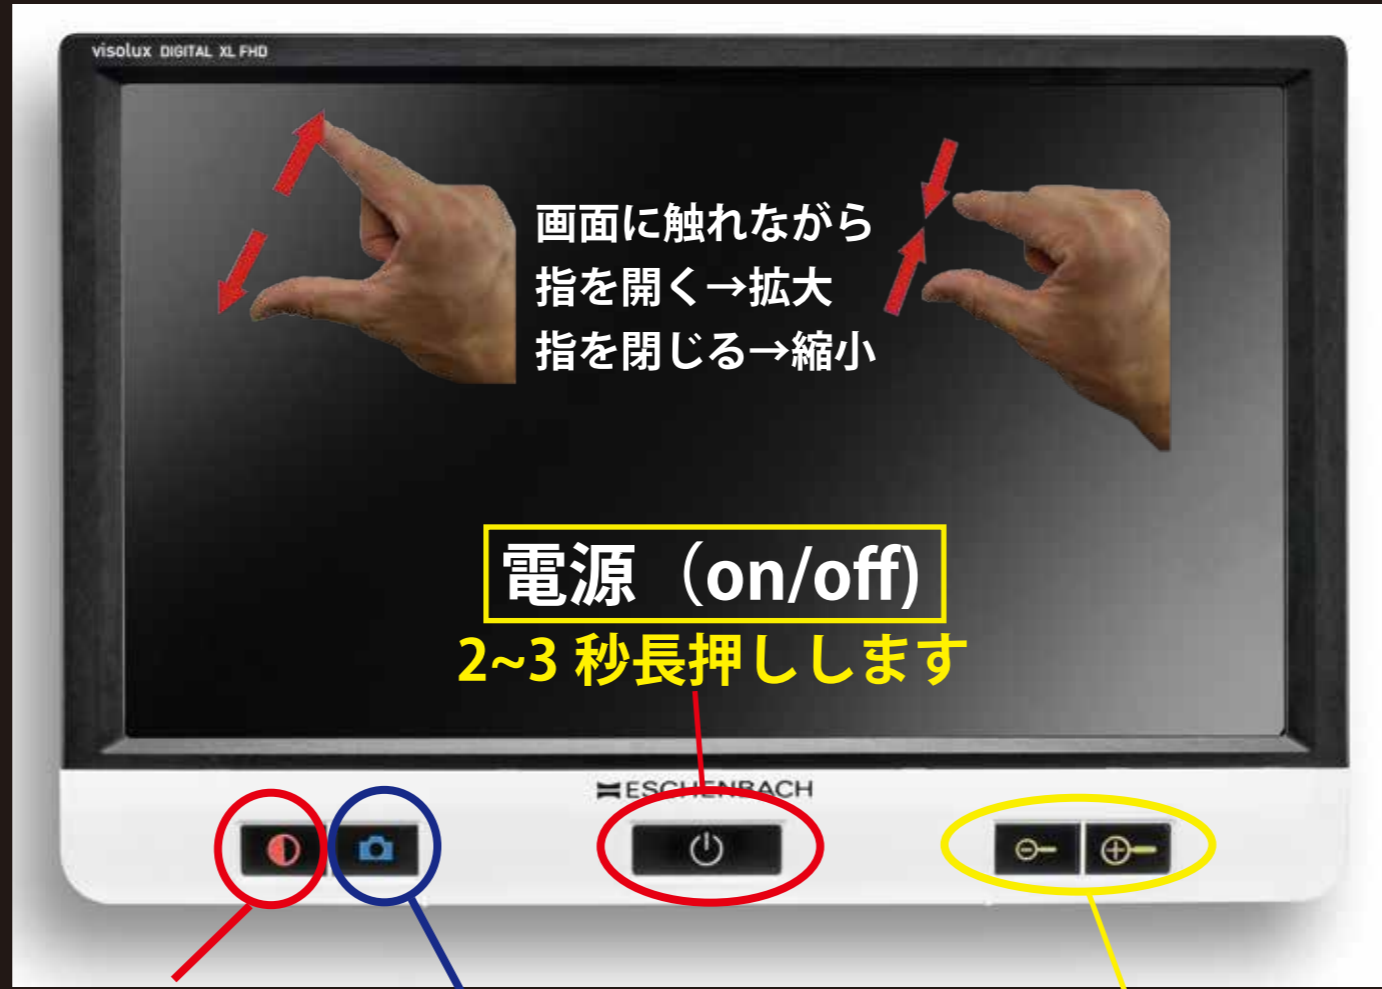 visolux DIGITAL XL FHD
画面に触れながら
指を開く→拡大
指を閉じる→縮小
電源（on/off)
2~3 秒長押しします
ESCHENBACH